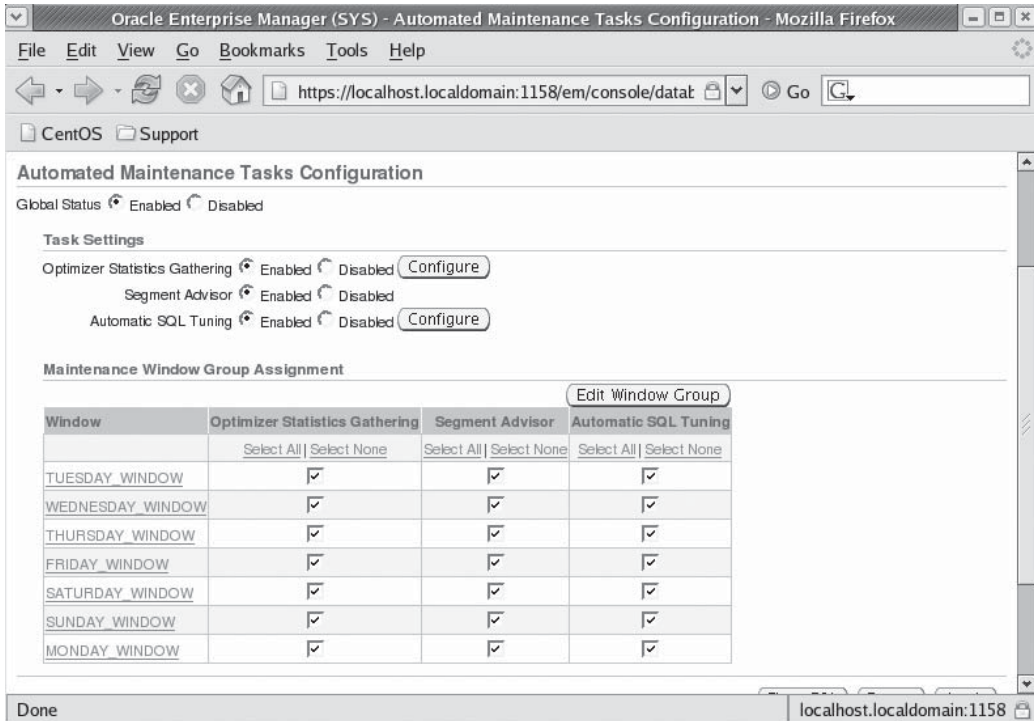 Oracle Enterprise Manager (SYS) - Automated Maintenance Tasks Configuration - Mozilla Firefox
File Edit View Go Bookmarks Tools Help
https://localhost.localdomain:1158/em/console/datab Go G
CentOS Support
Automated Maintenance Tasks Configuration
Global Status Enabled Disabled
Task Settings
Optimizer Statistics Gathering Enabled Disabled Configure
Segment Advisor Enabled Disabled
Automatic SQL Tuning Enabled Disabled Configure
Maintenance Window Group Assignment
Edit Window Group
Window Optimizer Statistics Gathering Segment Advisor Automatic SQL Tuning
Select All | Select None Select All | Select None Select All | Select None
TUESDAY_WINDOW
WEDNESDAY_WINDOW
THURSDAY_WINDOW
FRIDAY_WINDOW
SATURDAY_WINDOW
SUNDAY_WINDOW
MONDAY_WINDOW
Done localhost.localdomain:1158